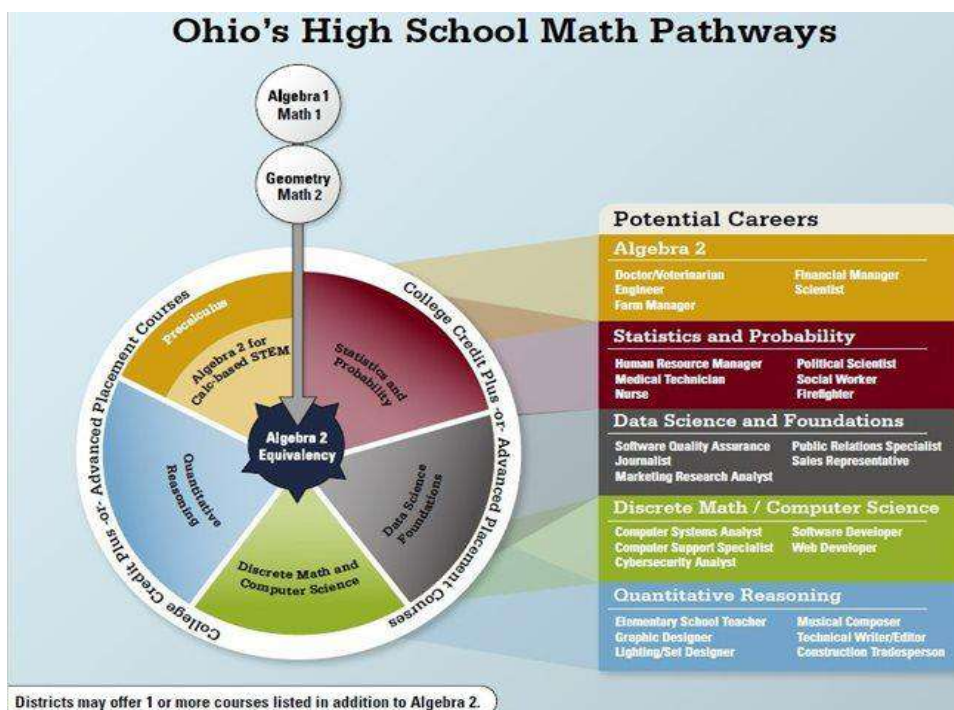 Ohio's High School Math Pathways
Algebra 1
Math 1
Geometry
Math 2
College Credit Plus -or- Advanced Placement Courses
College Credit Plus -or- Advanced Placement Courses
Precalculus
Algebra 2 for
Calc-based STEM
Statistics and
Probability
Algebra 2
Equivalency
Quantitative
Reasoning
Data Science
Foundations
Discrete Math and
Computer Science
Potential Careers
Algebra 2
Doctor/Veterinarian
Engineer
Farm Manager
Financial Manager
Scientist
Statistics and Probability
Human Resource Manager
Medical Technician
Nurse
Political Scientist
Social Worker
Firefighter
Data Science and Foundations
Software Quality Assurance
Journalist
Marketing Research Analyst
Public Relations Specialist
Sales Representative
Discrete Math / Computer Science
Computer Systems Analyst
Computer Support Specialist
Cybersecurity Analyst
Software Developer
Web Developer
Quantitative Reasoning
Elementary School Teacher
Graphic Designer
Lighting/Set Designer
Musical Composer
Technical Writer/Editor
Construction Tradesperson
Districts may offer 1 or more courses listed in addition to Algebra 2.